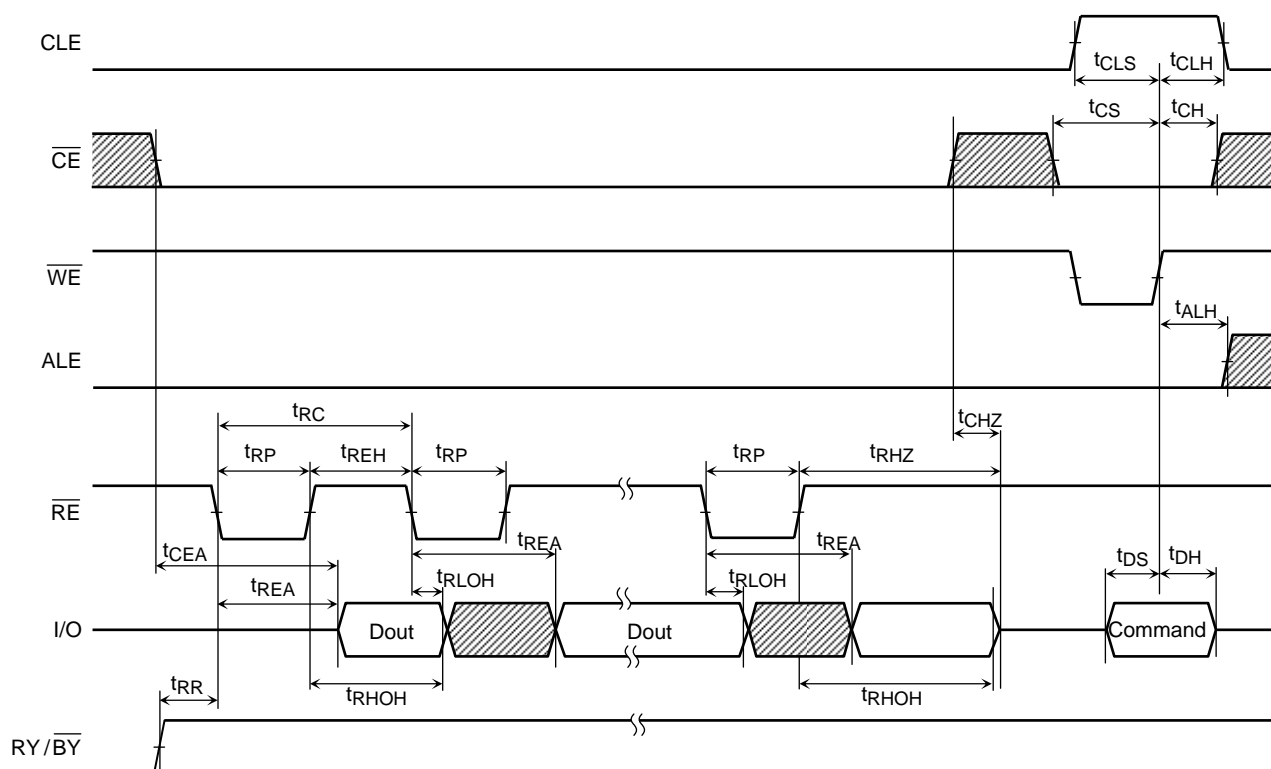 CLE
tCLS tCLH
tCS tCH
CE
WE
tALH
ALE
tRC
tCHZ
tRP tREH tRP tRP tRHZ
RE
tCEA tREA tREA
tREA tRLOH tRLOH tDS tDH
I/O Dout Dout Command
tRR tRHOH tRHOH
RY/BY